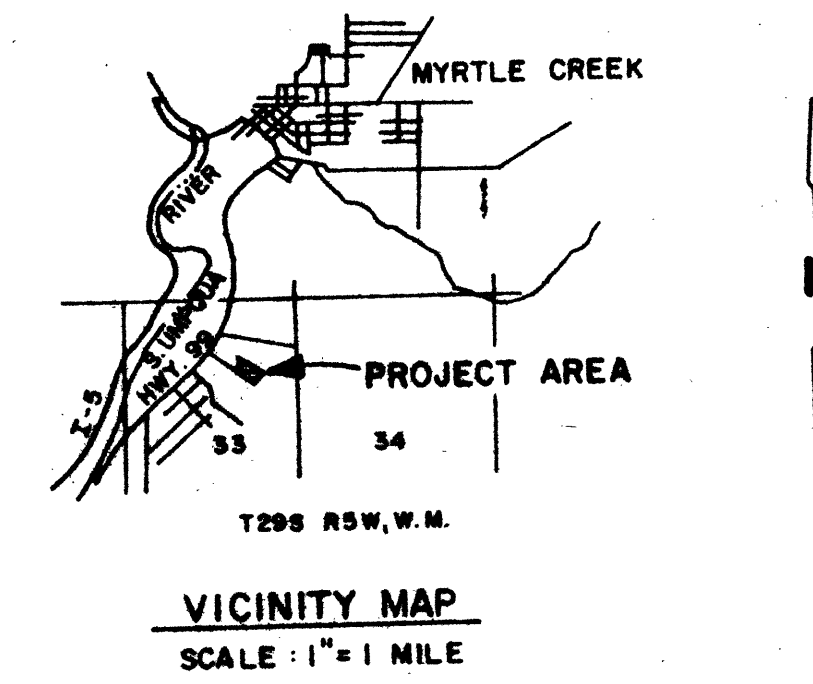 MYRTLE CREEK
RIVER
S. UMPQUA
HWY. 99
I-5
PROJECT AREA
33
34
T29S R5W, W.M.
VICINITY MAP
SCALE : 1" = 1 MILE